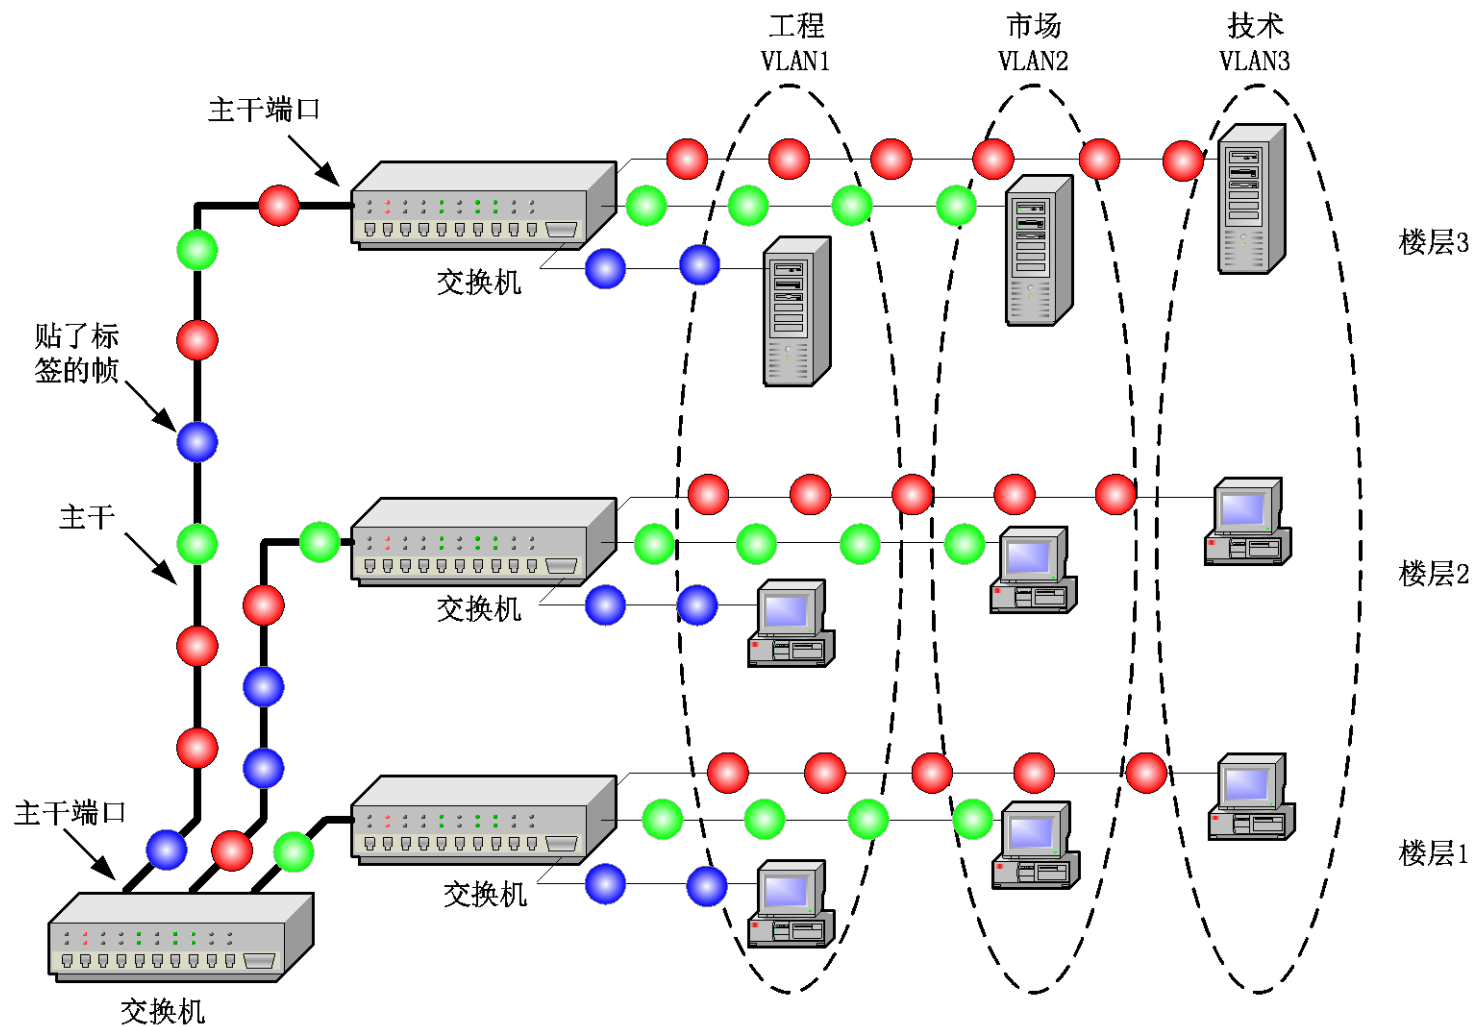 工程
VLAN1
市场
VLAN2
技术
VLAN3
主干端口
交换机
楼层3
贴了标
签的帧
主干
交换机
楼层2
主干端口
交换机
楼层1
交换机